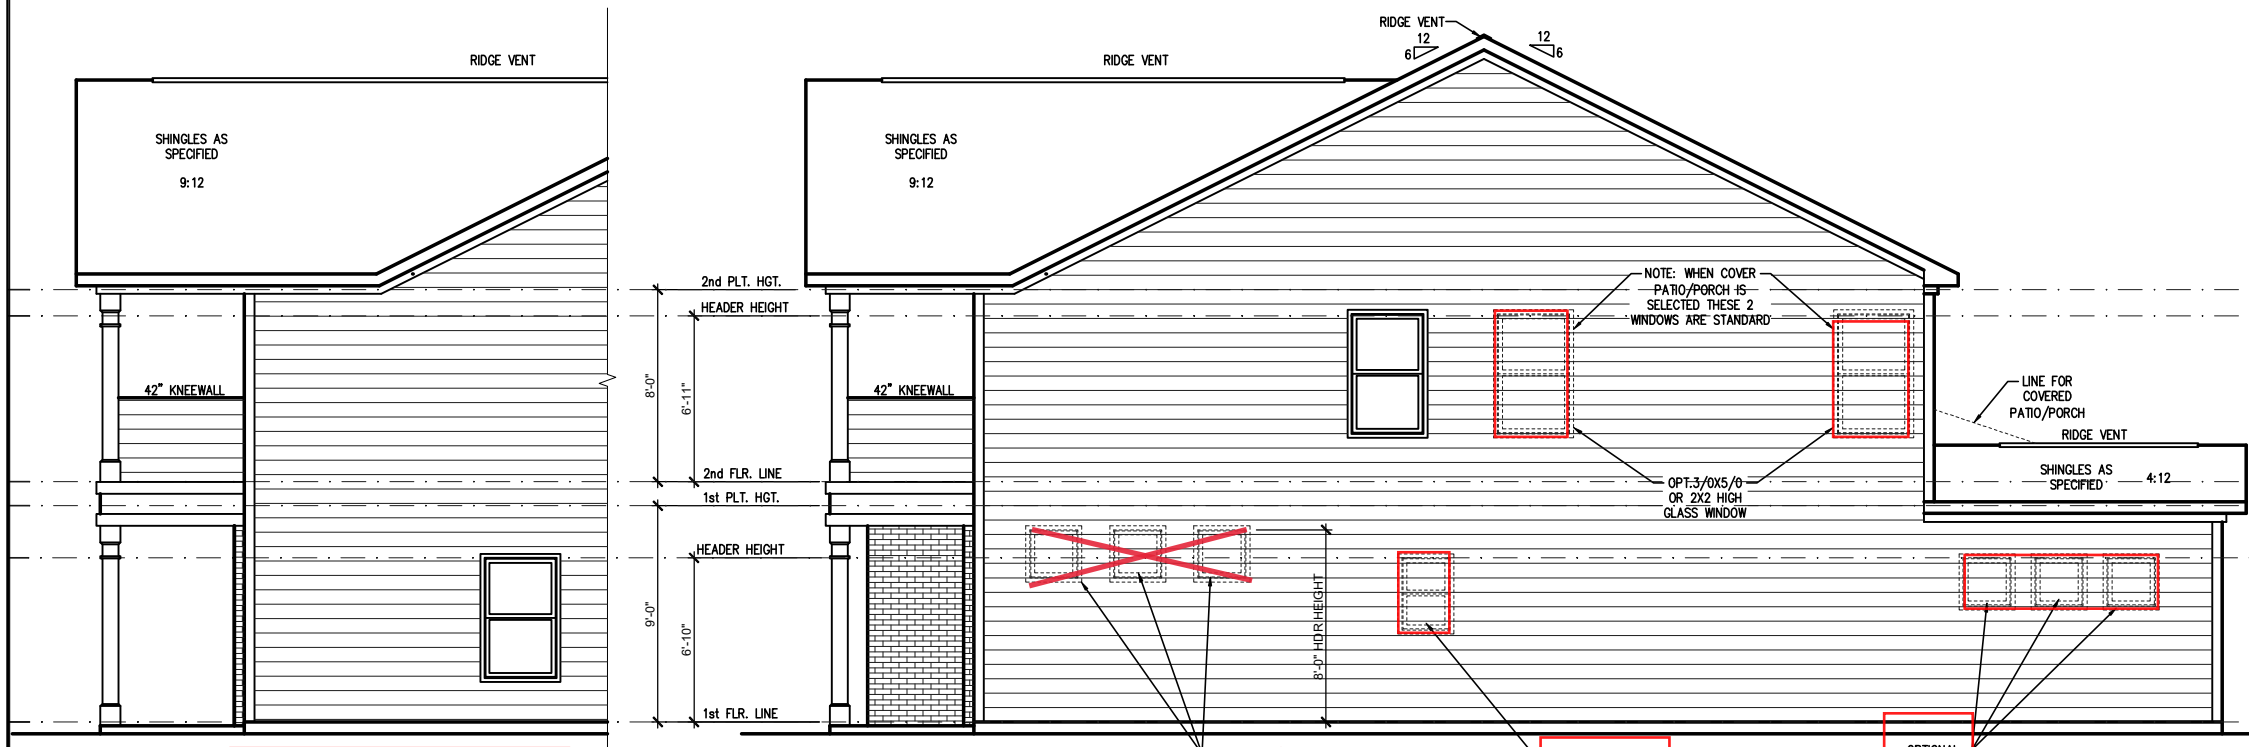 RIDGE VENT
SHINGLES AS
SPECIFIED
9:12
42" KNEEWALL
2nd PLT. HGT.
HEADER HEIGHT
8'-0"
6'-11"
2nd FLR. LINE
1st PLT. HGT.
HEADER HEIGHT
9'-0"
6'-10"
1st FLR. LINE
RIDGE VENT
SHINGLES AS
SPECIFIED
9:12
42" KNEEWALL
RIDGE VENT
12
6
12
6
NOTE: WHEN COVER
PATIO/PORCH IS
SELECTED THESE 2
WINDOWS ARE STANDARD
OPT.3/0X5/0
OR 2X2 HIGH
GLASS WINDOW
8'-0" HDR HEIGHT
LINE FOR
COVERED
PATIO/PORCH
RIDGE VENT
SHINGLES AS
SPECIFIED
4:12
OPTIONAL